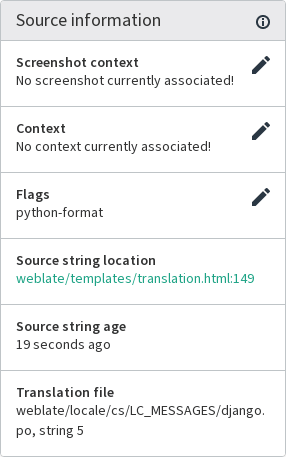 Source information
Screenshot context
No screenshot currently associated!
Context
No context currently associated!
Flags
python-format
Source string location
weblate/templates/translation.html:149
Source string age
19 seconds ago
Translation file
weblate/locale/cs/LC_MESSAGES/django.
po, string 5